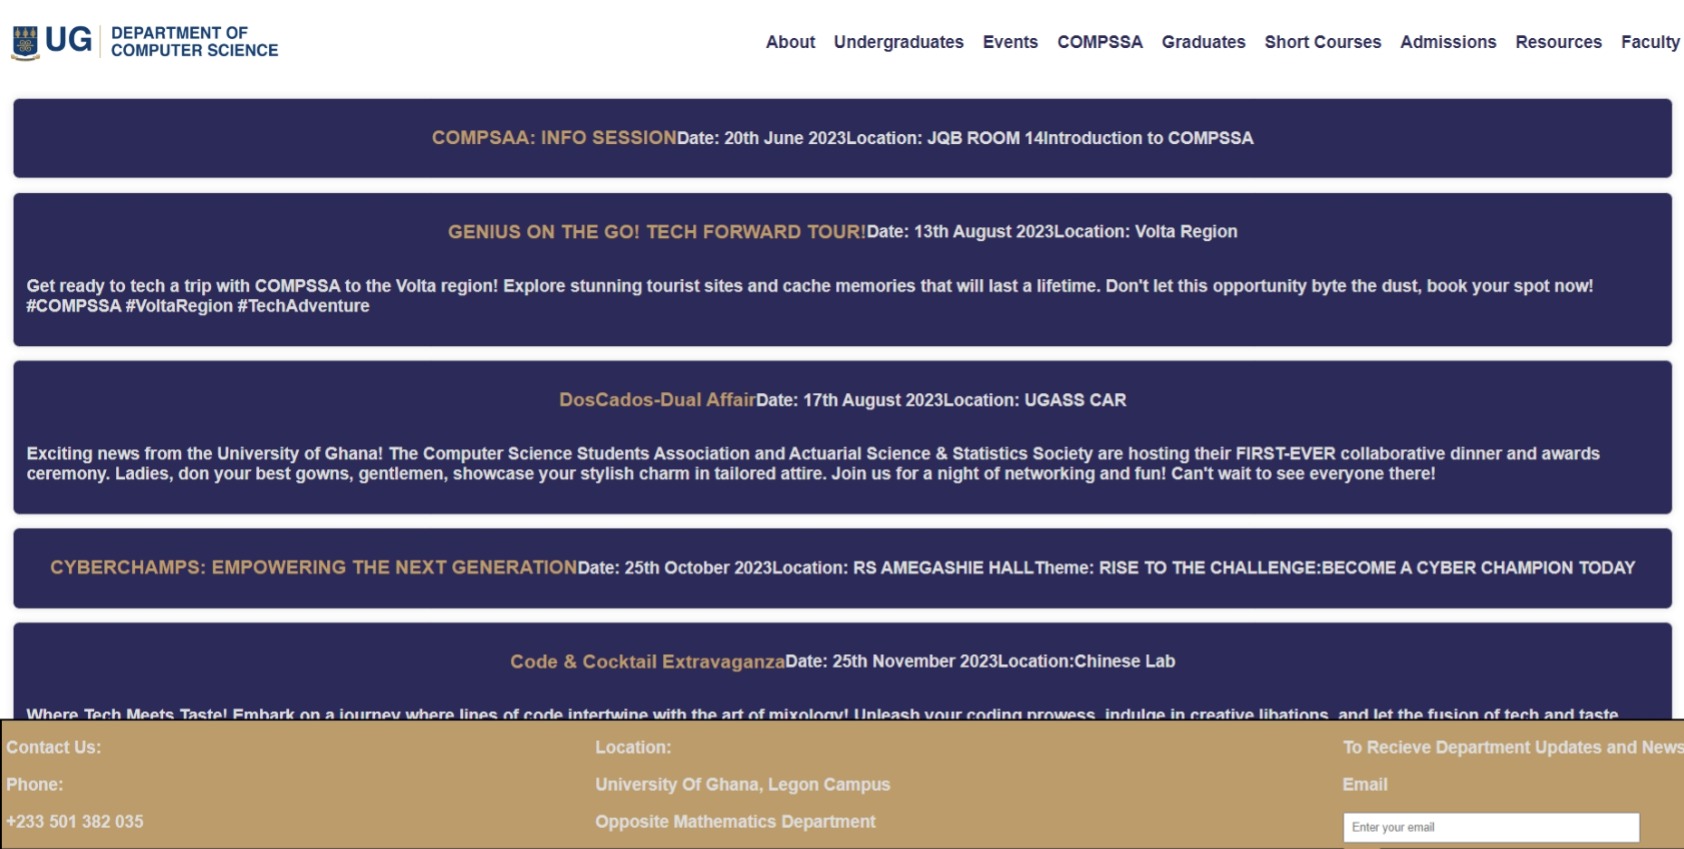 UG DEPARTMENT OF
COMPUTER SCIENCE
About Undergraduates Events COMPSSA Graduates Short Courses Admissions Resources Faculty
COMPSAA: INFO SESSIONDate: 20th June 2023Location: JQB ROOM 14Introduction to COMPSSA
GENIUS ON THE GO! TECH FORWARD TOUR!Date: 13th August 2023Location: Volta Region
Get ready to tech a trip with COMPSSA to the Volta region! Explore stunning tourist sites and cache memories that will last a lifetime. Don't let this opportunity byte the dust, book your spot now!
#COMPSSA #VoltaRegion #TechAdventure
DosCados-Dual AffairDate: 17th August 2023Location: UGASS CAR
Exciting news from the University of Ghana! The Computer Science Students Association and Actuarial Science & Statistics Society are hosting their FIRST-EVER collaborative dinner and awards
ceremony. Ladies, don your best gowns, gentlemen, showcase your stylish charm in tailored attire. Join us for a night of networking and fun! Can't wait to see everyone there!
CYBERCHAMPS: EMPOWERING THE NEXT GENERATIONDate: 25th October 2023Location: RS AMEGASHIE HALLTheme: RISE TO THE CHALLENGE:BECOME A CYBER CHAMPION TODAY
Code & Cocktail ExtravaganzaDate: 25th November 2023Location:Chinese Lab
Where Tech Meets Taste! Embark on a journey where lines of code intertwine with the art of mixology! Unleash your coding prowess, indulge in creative libations, and let the fusion of tech and taste
Contact Us:
Phone:
+233 501 382 035
Location:
University Of Ghana, Legon Campus
Opposite Mathematics Department
To Recieve Department Updates and News
Email
Enter your email